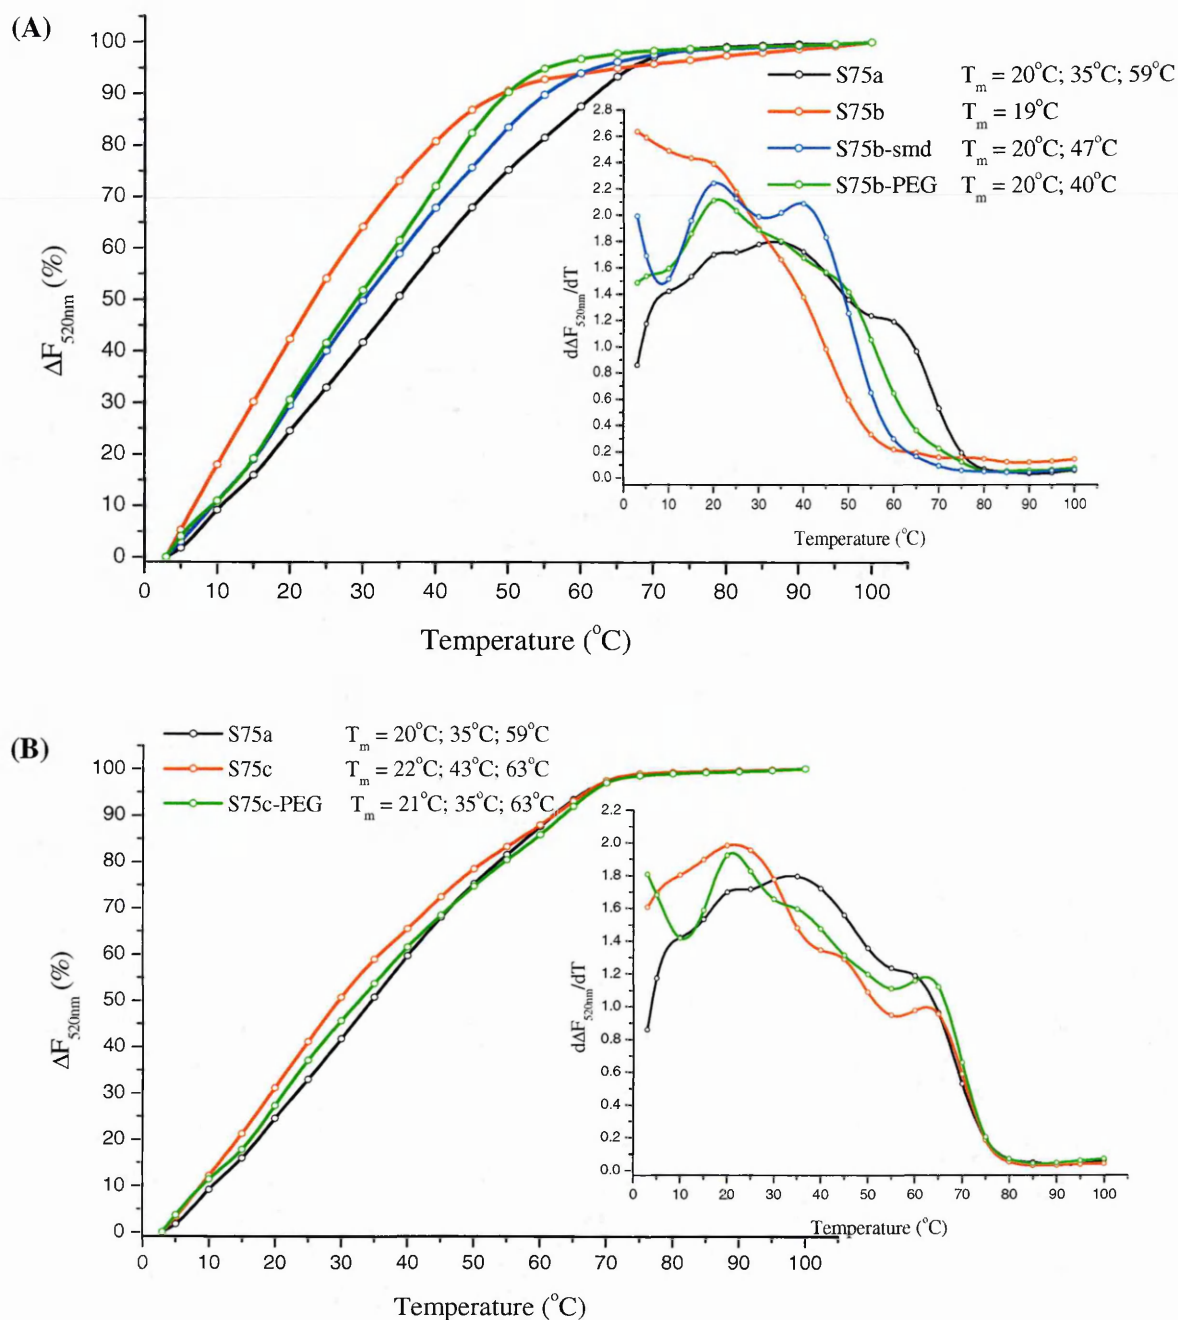 (A)
S75a Tm = 20°C; 35°C; 59°C
S75b Tm = 19°C
S75b-smd Tm = 20°C; 47°C
S75b-PEG Tm = 20°C; 40°C
100
90
80
70
60
50
40
30
20
10
0
ΔF520nm (%)
0 10 20 30 40 50 60 70 80 90 100
Temperature (°C)
2.8
2.6
2.4
2.2
2.0
1.8
1.6
1.4
1.2
1.0
0.8
0.6
0.4
0.2
0.0
dΔF520nm/dT
0 10 20 30 40 50 60 70 80 90 100
Temperature (°C)
(B)
S75a Tm = 20°C; 35°C; 59°C
S75c Tm = 22°C; 43°C; 63°C
S75c-PEG Tm = 21°C; 35°C; 63°C
100
90
80
70
60
50
40
30
20
10
0
ΔF520nm (%)
0 10 20 30 40 50 60 70 80 90 100
Temperature (°C)
2.2
2.0
1.8
1.6
1.4
1.2
1.0
0.8
0.6
0.4
0.2
0.0
dΔF520nm/dT
0 10 20 30 40 50 60 70 80 90 100
Temperature (°C)